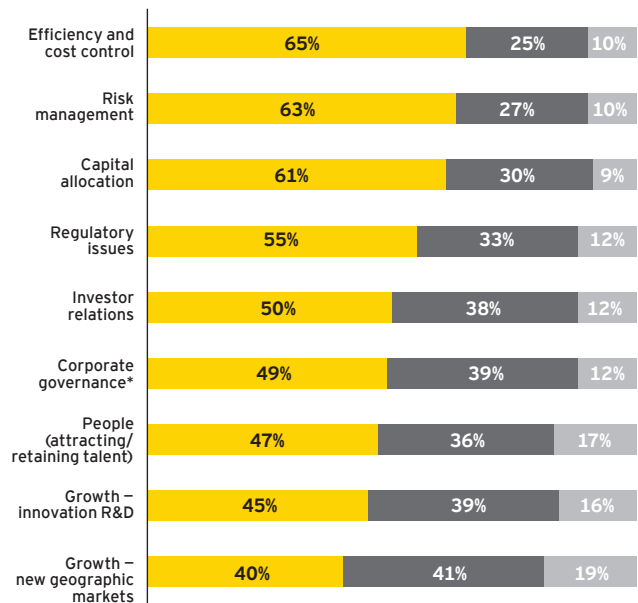 Efficiency and
cost control
65% 25% 10%
Risk
management
63% 27% 10%
Capital
allocation
61% 30% 9%
Regulatory
issues
55% 33% 12%
Investor
relations
50% 38% 12%
Corporate
governance*
49% 39% 12%
People
(attracting/
retaining talent)
47% 36% 17%
Growth –
innovation R&D
45% 39% 16%
Growth –
new geographic
markets
40% 41% 19%